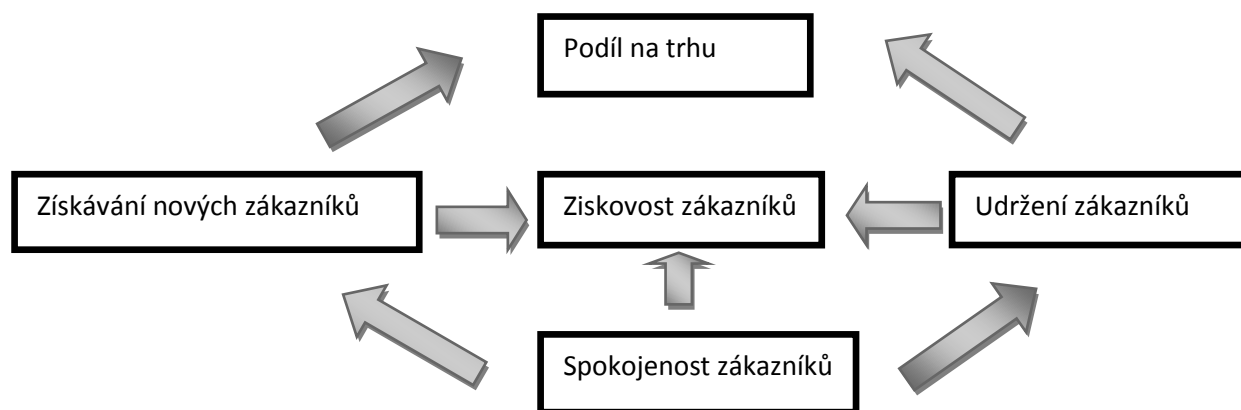 Podíl na trhu
Získávání nových zákazníků
Ziskovost zákazníků
Udržení zákazníků
Spokojenost zákazníků